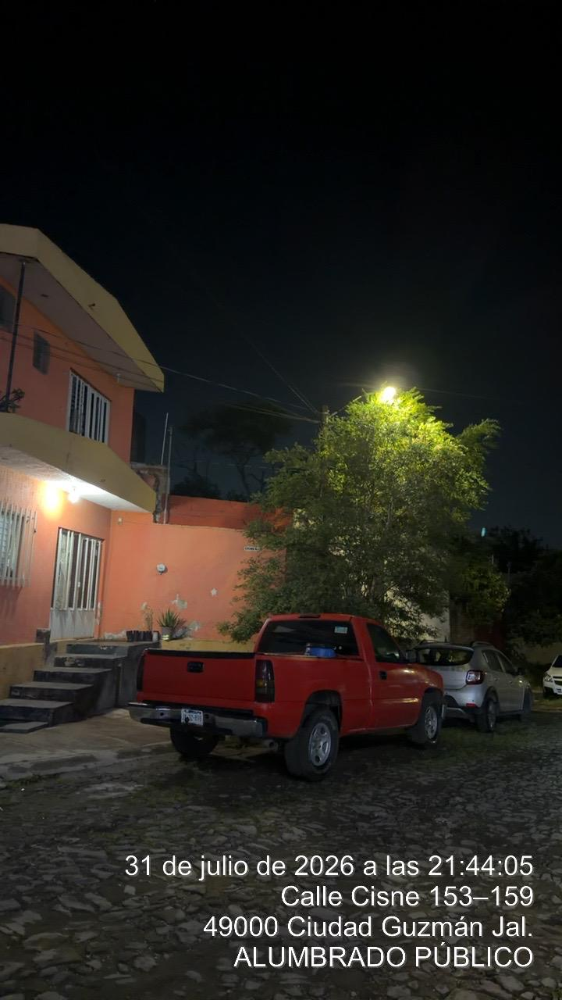 31 de julio de 2026 a las 21:44:05
Calle Cisne 153–159
49000 Ciudad Guzmán Jal.
ALUMBRADO PÚBLICO